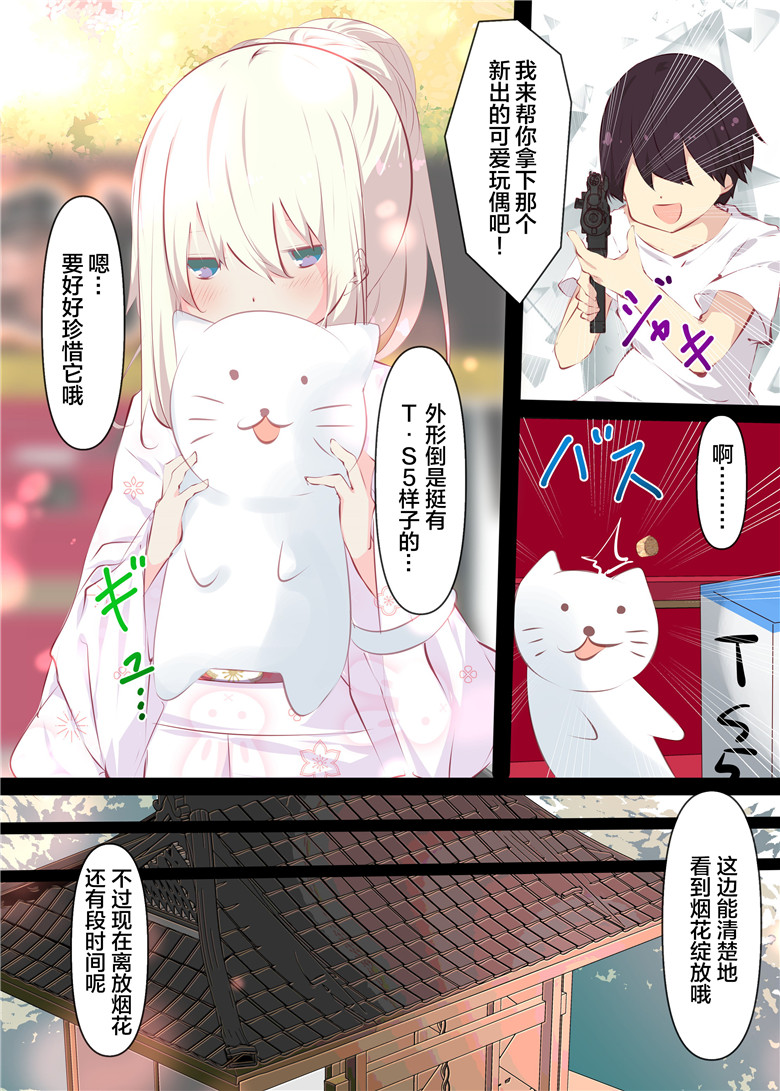 我来帮你拿下那个
新出的可爱玩偶吧！
ジャキ
啊………
バス
TS5
外形倒是挺有
T·S5样子的…
嗯…
要好好珍惜它哦
ギュ…
这边能清楚地
看到烟花绽放哦
不过现在离放烟花
还有段时间呢